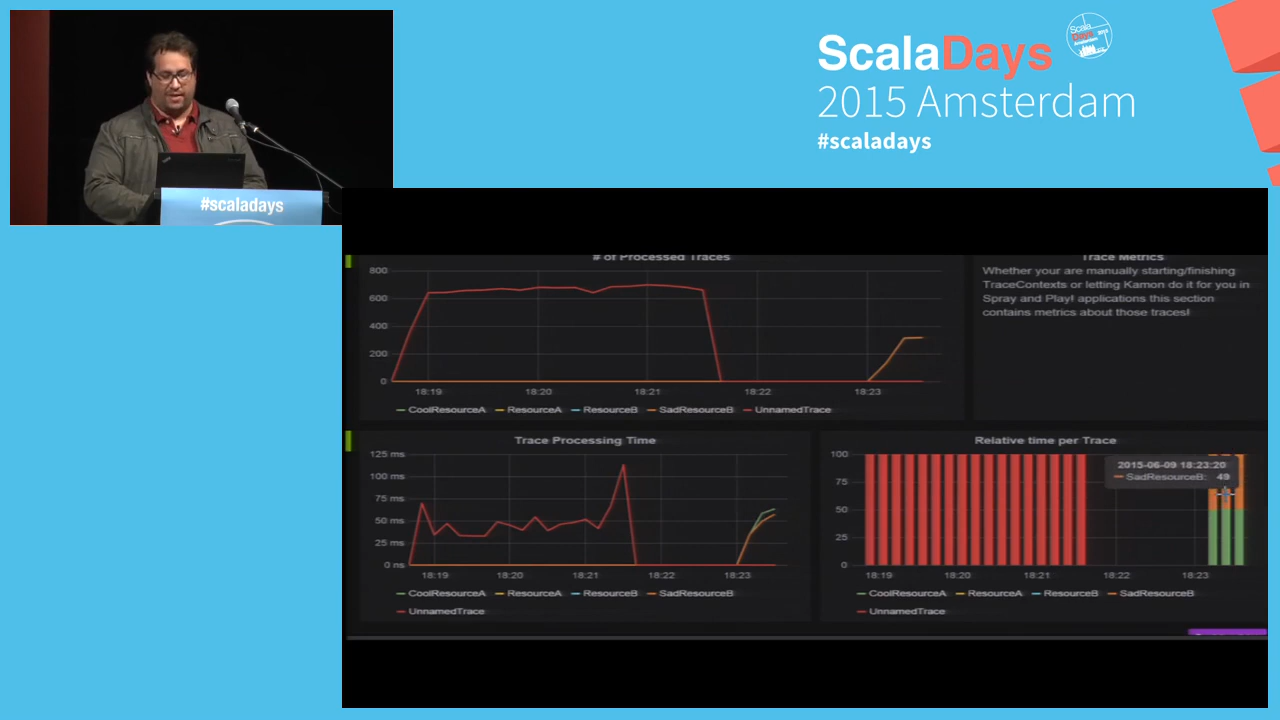 ScalaDays
2015 Amsterdam
#scaladays
#scaladays
# of Processed Traces
800
600
400
200
0
18:19 18:20 18:21 18:22 18:23
CoolResourceA ResourceA ResourceB SadResourceB UnnamedTrace
Trace Metrics
Whether your are manually starting/finishing
TraceContexts or letting Kamon do it for you in
Spray and Play! applications this section
contains metrics about those traces!
Trace Processing Time
125 ms
100 ms
75 ms
50 ms
25 ms
0 ns
18:19 18:20 18:21 18:22 18:23
CoolResourceA ResourceA ResourceB SadResourceB
UnnamedTrace
Relative time per Trace
100
75
50
25
0
2015-06-09 18:23:20
SadResourceB: 49
18:19 18:20 18:21 18:22 18:23
CoolResourceA ResourceA ResourceB SadResourceB
UnnamedTrace